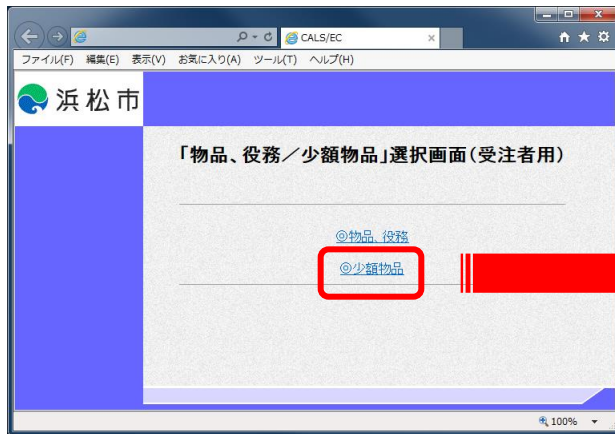 CALS/EC
ファイル(F) 編集(E) 表示(V) お気に入り(A) ツール(T) ヘルプ(H)
浜松市
「物品、役務／少額物品」選択画面(受注者用)
◎物品、役務
◎少額物品
100%